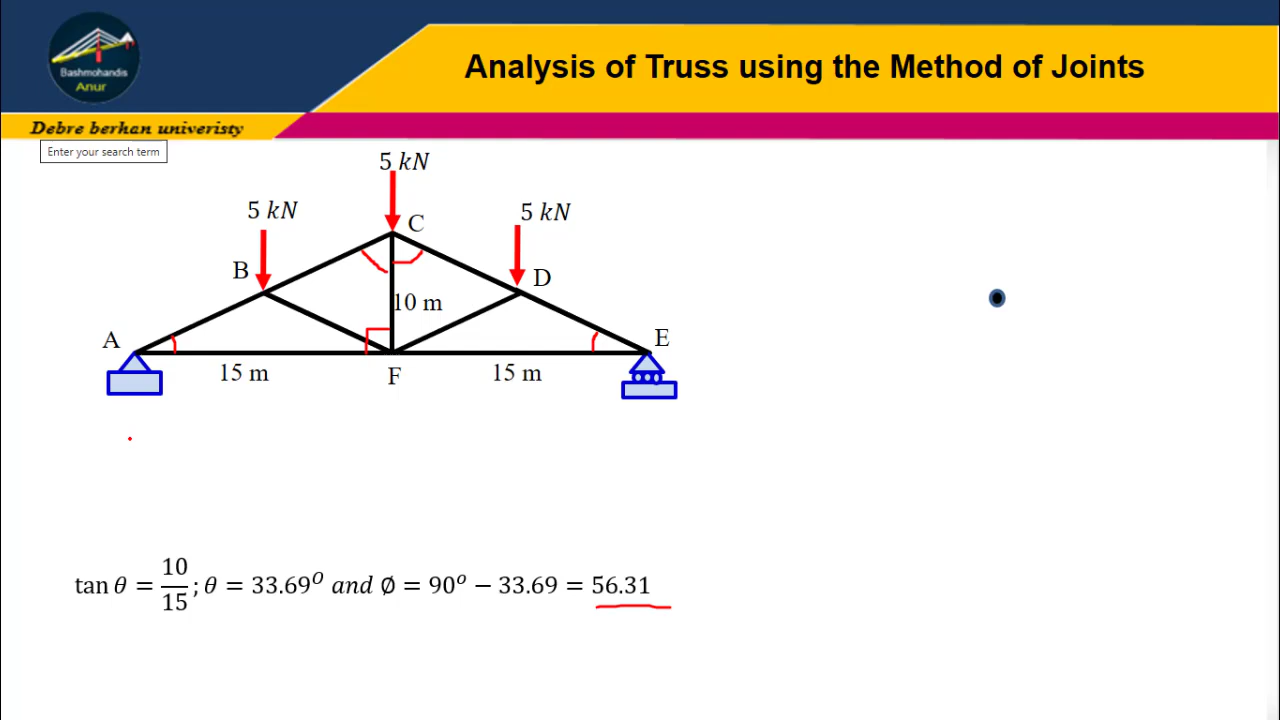 Analysis of Truss using the Method of Joints
Bashmohandis
Anur
Debre berhan univeristy
Enter your search term
5 kN
5 kN
5 kN
C
B
D
10 m
A
E
15 m
F
15 m
tan θ = 10/15 ; θ = 33.69^O and ∅ = 90^o − 33.69 = 56.31